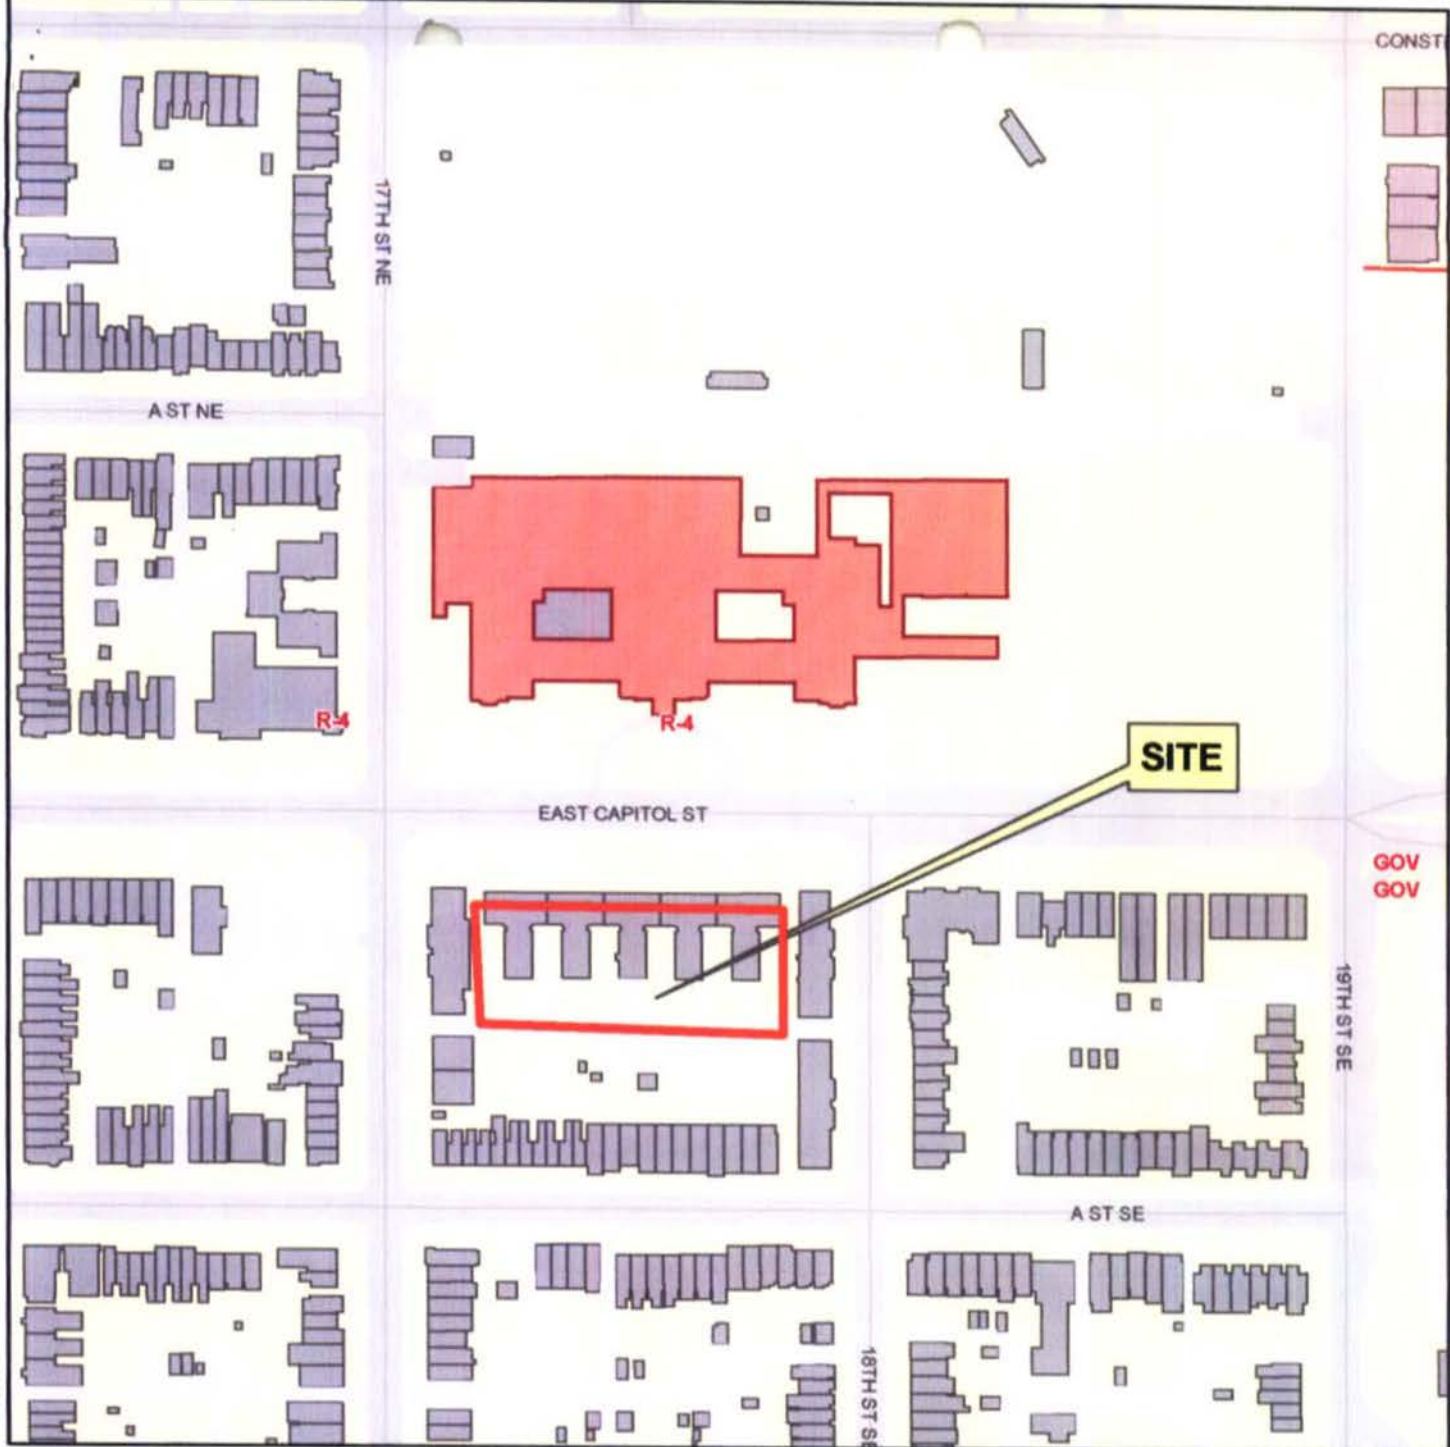 CONST
17TH ST NE
A ST NE
R-4
R-4
SITE
EAST CAPITOL ST
GOV
GOV
19TH ST SE
A ST SE
18TH ST SE